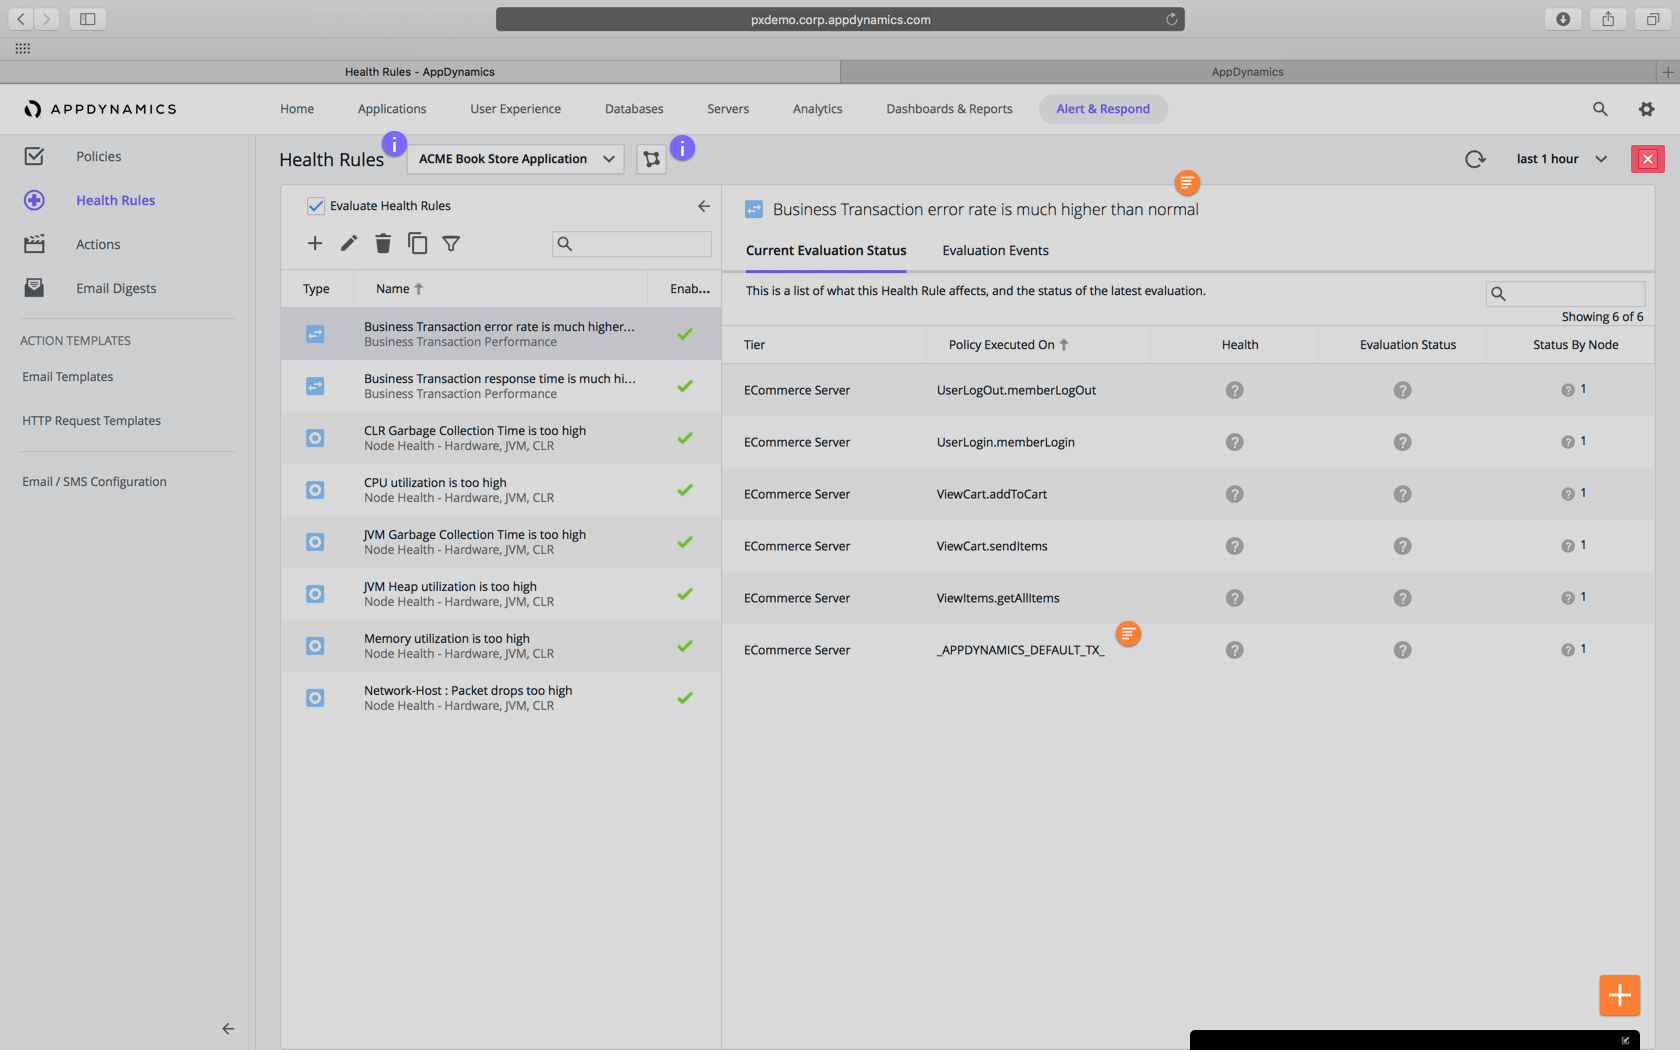 pxdemo.corp.appdynamics.com
Health Rules - AppDynamics
AppDynamics
APPDYNAMICS
Home
Applications
User Experience
Databases
Servers
Analytics
Dashboards & Reports
Alert & Respond
Policies
Health Rules
Actions
Email Digests
ACTION TEMPLATES
Email Templates
HTTP Request Templates
Email / SMS Configuration
Health Rules
i
ACME Book Store Application
i
last 1 hour
Evaluate Health Rules
Type
Name
Enab...
Business Transaction error rate is much higher...
Business Transaction Performance
Business Transaction response time is much hi...
Business Transaction Performance
CLR Garbage Collection Time is too high
Node Health - Hardware, JVM, CLR
CPU utilization is too high
Node Health - Hardware, JVM, CLR
JVM Garbage Collection Time is too high
Node Health - Hardware, JVM, CLR
JVM Heap utilization is too high
Node Health - Hardware, JVM, CLR
Memory utilization is too high
Node Health - Hardware, JVM, CLR
Network-Host : Packet drops too high
Node Health - Hardware, JVM, CLR
Business Transaction error rate is much higher than normal
Current Evaluation Status
Evaluation Events
This is a list of what this Health Rule affects, and the status of the latest evaluation.
Showing 6 of 6
Tier
Policy Executed On
Health
Evaluation Status
Status By Node
ECommerce Server UserLogOut.memberLogOut ? ? ? 1
ECommerce Server UserLogin.memberLogin ? ? ? 1
ECommerce Server ViewCart.addToCart ? ? ? 1
ECommerce Server ViewCart.sendItems ? ? ? 1
ECommerce Server ViewItems.getAllItems ? ? ? 1
ECommerce Server _APPDYNAMICS_DEFAULT_TX_ ? ? ? 1